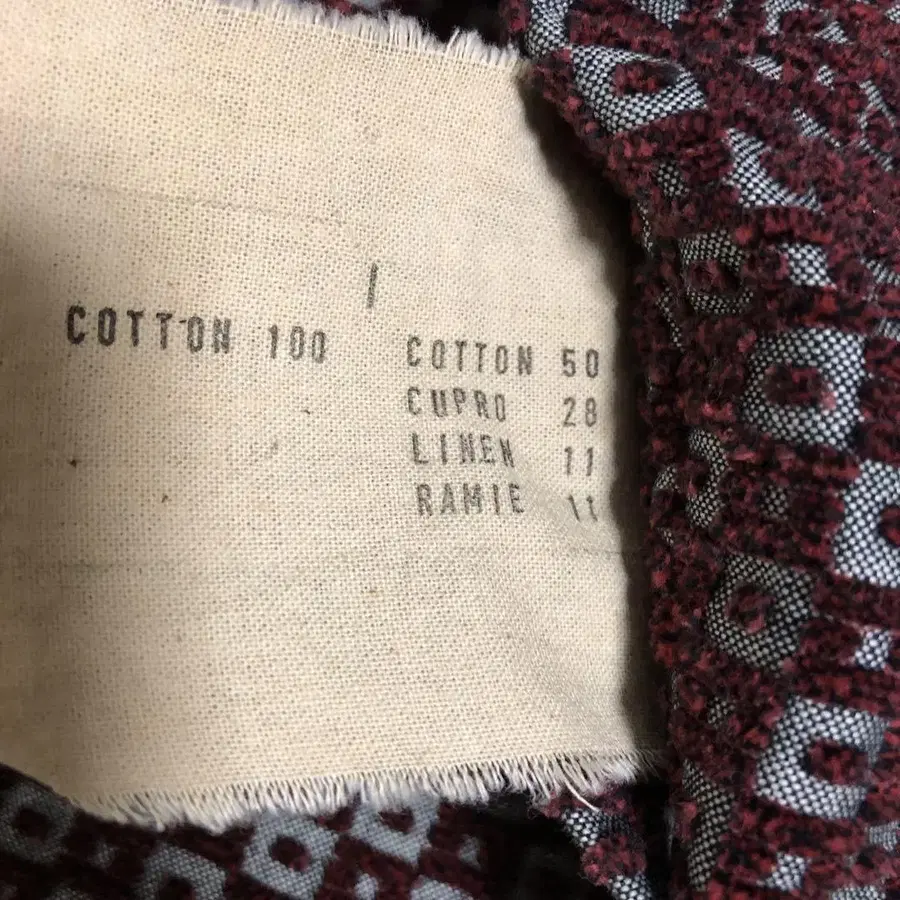 I
COTTON 100
COTTON 50
CUPRO 28
LINEN 11
RAMIE 11